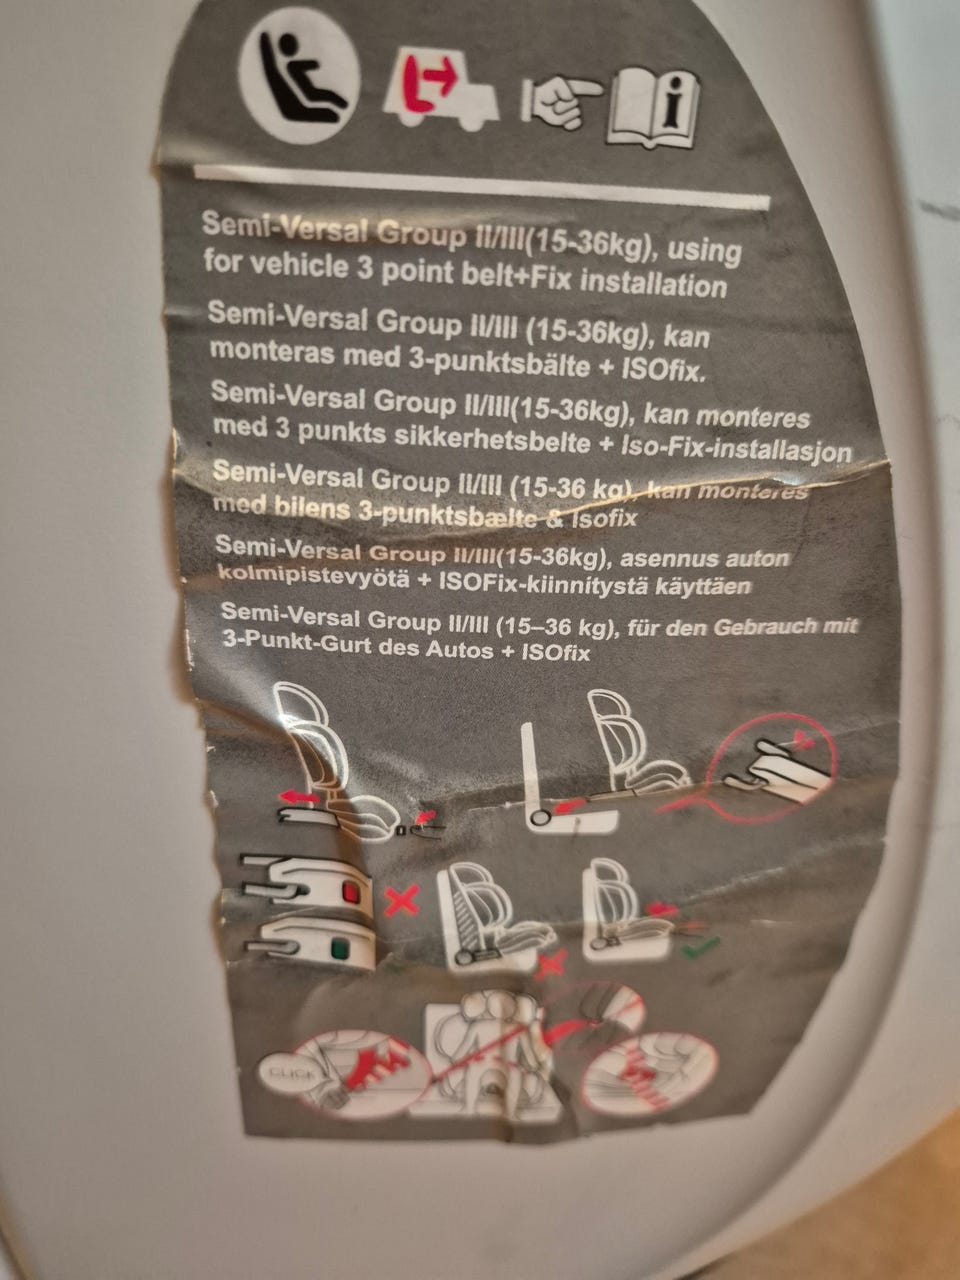 i
Semi-Versal Group II/III(15-36kg), using
for vehicle 3 point belt+Fix installation
Semi-Versal Group II/III (15-36kg), kan
monteras med 3-punktsbälte + ISOfix.
Semi-Versal Group II/III(15-36kg), kan monteres
med 3 punkts sikkerhetsbelte + Iso-Fix-installasjon
Semi-Versal Group II/III (15-36 kg), kan monteres
med bilens 3-punktsbælte & Isofix
Semi-Versal Group II/III(15-36kg), asennus auton
kolmipistevyötä + ISOFix-kiinnitystä käyttäen
Semi-Versal Group II/III (15–36 kg), für den Gebrauch mit
3-Punkt-Gurt des Autos + ISOfix
CLICK